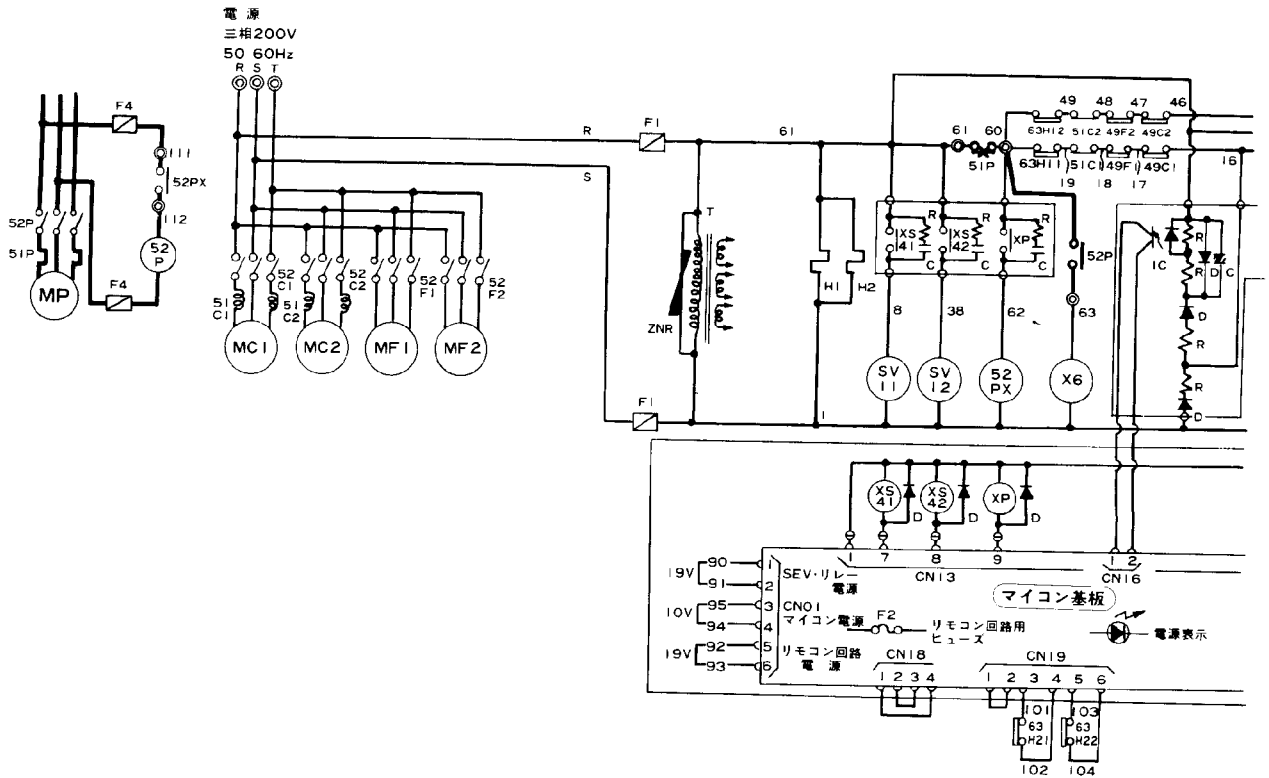 電源
三相200V
50 60Hz
R S T
F4
111
52PX
112
52P
51P
52
P
MP
F4
R
S
F1
61
F1
T
ZNR
H1
H2
1
51
C1
52
C1
51
C2
52
C2
52
F1
52
F2
MC1
MC2
MF1
MF2
61
60
51P
49 48 47 46
63H12 51C2 49F2 49C2
63H11 51C1 49F1 49C1
19 18 17
16
XS
41
R
C
XS
42
R
C
XP
R
C
52P
8
38
62
63
SV
11
SV
12
52
PX
X6
IC
R
R
D
C
D
R
R
D
XS
41
D
XS
42
D
XP
D
1 7 8 9
CN13
1 2
CN16
19V
90
91
1
2
SEV・リレー
電源
10V
95
94
3
4
CN01
マイコン電源
19V
92
93
5
6
リモコン回路
電源
F2
リモコン回路用
ヒューズ
マイコン基板
電源表示
CN18
1 2 3 4
CN19
1 2 3 4 5 6
101
63
H21
102
103
63
H22
104